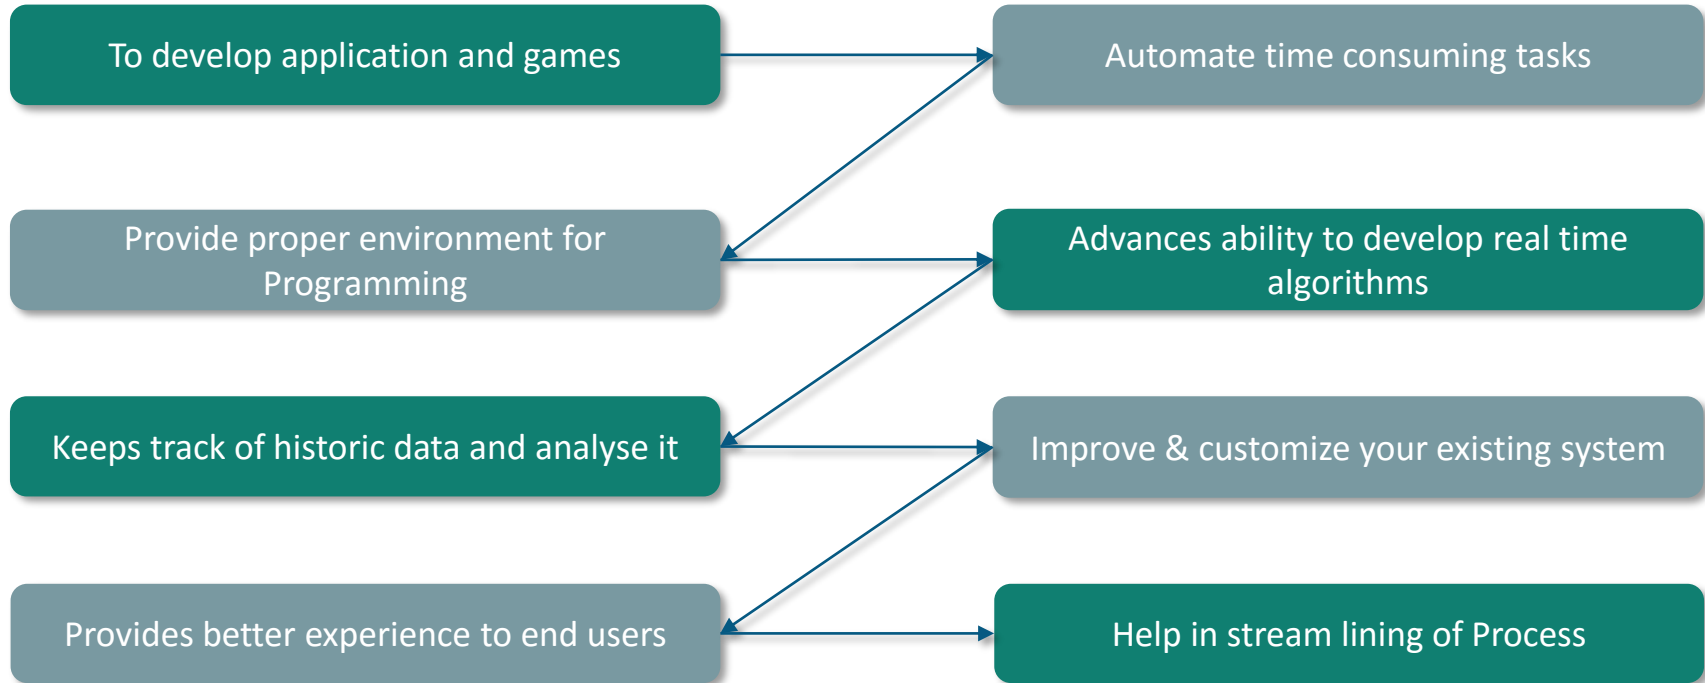 To develop application and games
Automate time consuming tasks
Provide proper environment for
Programming
Advances ability to develop real time
algorithms
Keeps track of historic data and analyse it
Improve & customize your existing system
Provides better experience to end users
Help in stream lining of Process